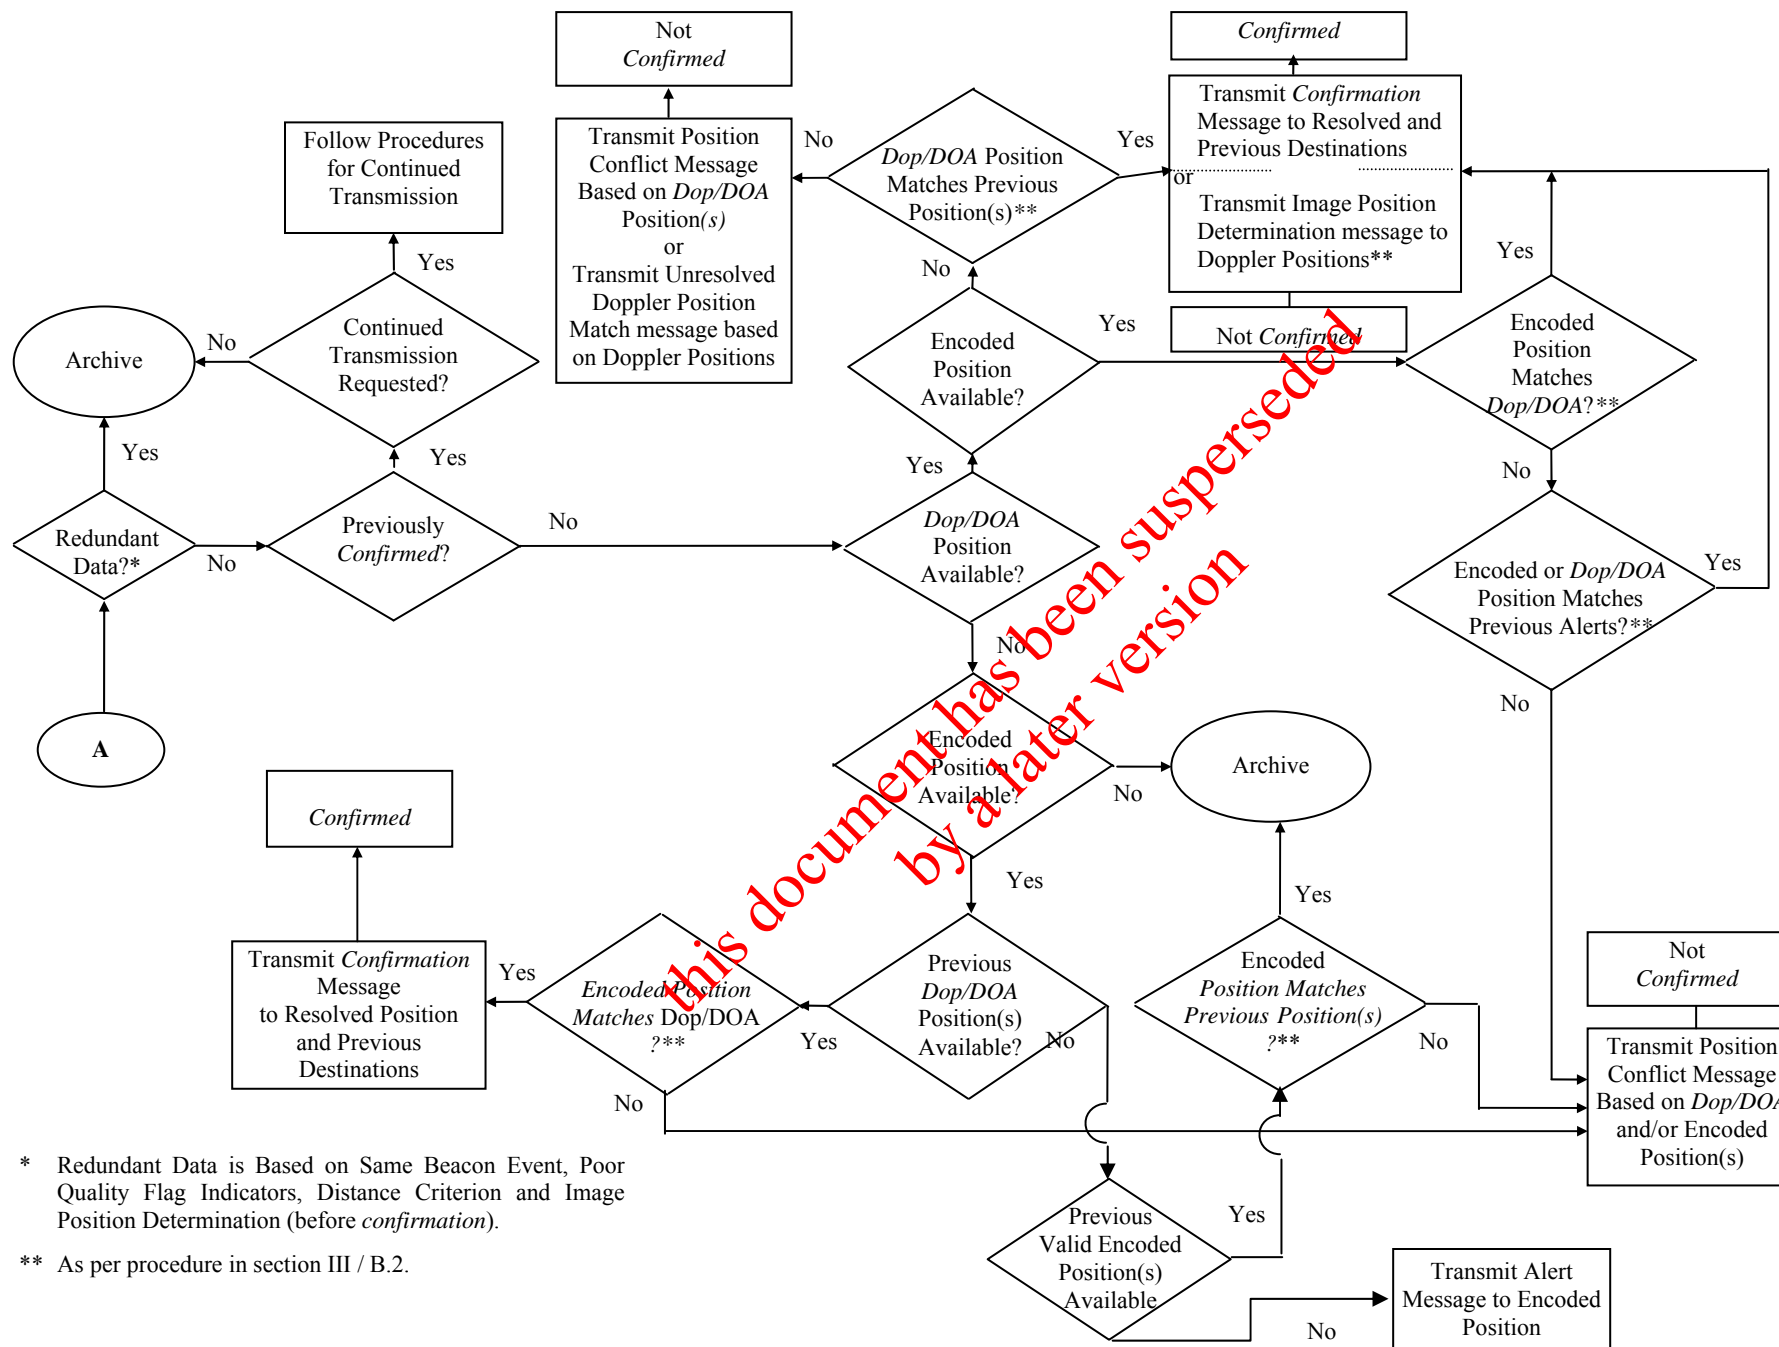 Not
Confirmed
Confirmed
Follow Procedures
for Continued
Transmission
Transmit Position
Conflict Message
Based on Dop/DOA
Position(s)
or
Transmit Unresolved
Doppler Position
Match message based
on Doppler Positions
No
Dop/DOA Position
Matches Previous
Position(s)**
Yes
Transmit Confirmation
Message to Resolved and
Previous Destinations
or
Transmit Image Position
Determination message to
Doppler Positions**
Not Confirmed
Yes
Yes
No
Yes
Archive
No
Continued
Transmission
Requested?
Encoded
Position
Available?
Encoded
Position
Matches
Dop/DOA?**
Yes
Yes
Yes
No
Redundant
Data?*
No
Previously
Confirmed?
No
Dop/DOA
Position
Available?
Encoded or Dop/DOA
Position Matches
Previous Alerts?**
Yes
No
No
A
Encoded
Position
Available?
No
Archive
Confirmed
Yes
Yes
Transmit Confirmation
Message
to Resolved Position
and Previous
Destinations
Yes
Encoded Position
Matches Dop/DOA
?**
Yes
No
Previous
Dop/DOA
Position(s)
Available?
No
Encoded
Position Matches
Previous Position(s)
?**
No
Not
Confirmed
Transmit Position
Conflict Message
Based on Dop/DOA
and/or Encoded
Position(s)
Previous
Valid Encoded
Position(s)
Available
Yes
No
Transmit Alert
Message to Encoded
Position
* Redundant Data is Based on Same Beacon Event, Poor
Quality Flag Indicators, Distance Criterion and Image
Position Determination (before confirmation).
** As per procedure in section III / B.2.
this document has been susperseded
by a later version